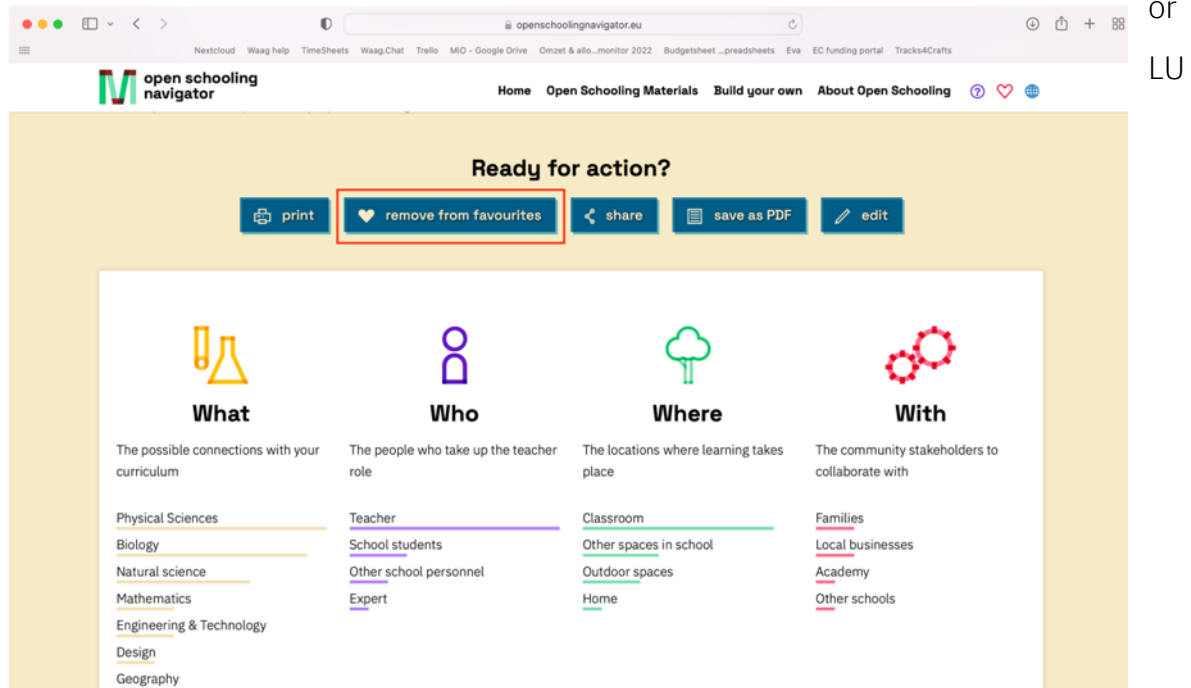 or
LU
openschoolingnavigator.eu
Nextcloud Waag help TimeSheets Waag.Chat Trello MiO - Google Drive Omzet & allo...monitor 2022 Budgetsheet ...preadsheets Eva EC funding portal Tracks4Crafts
open schooling
navigator
Home Open Schooling Materials Build your own About Open Schooling
Ready for action?
print remove from favourites share save as PDF edit
What Who Where With
The possible connections with your
curriculum
The people who take up the teacher
role
The locations where learning takes
place
The community stakeholders to
collaborate with
Physical Sciences
Biology
Natural science
Mathematics
Engineering & Technology
Design
Geography
Teacher
School students
Other school personnel
Expert
Classroom
Other spaces in school
Outdoor spaces
Home
Families
Local businesses
Academy
Other schools